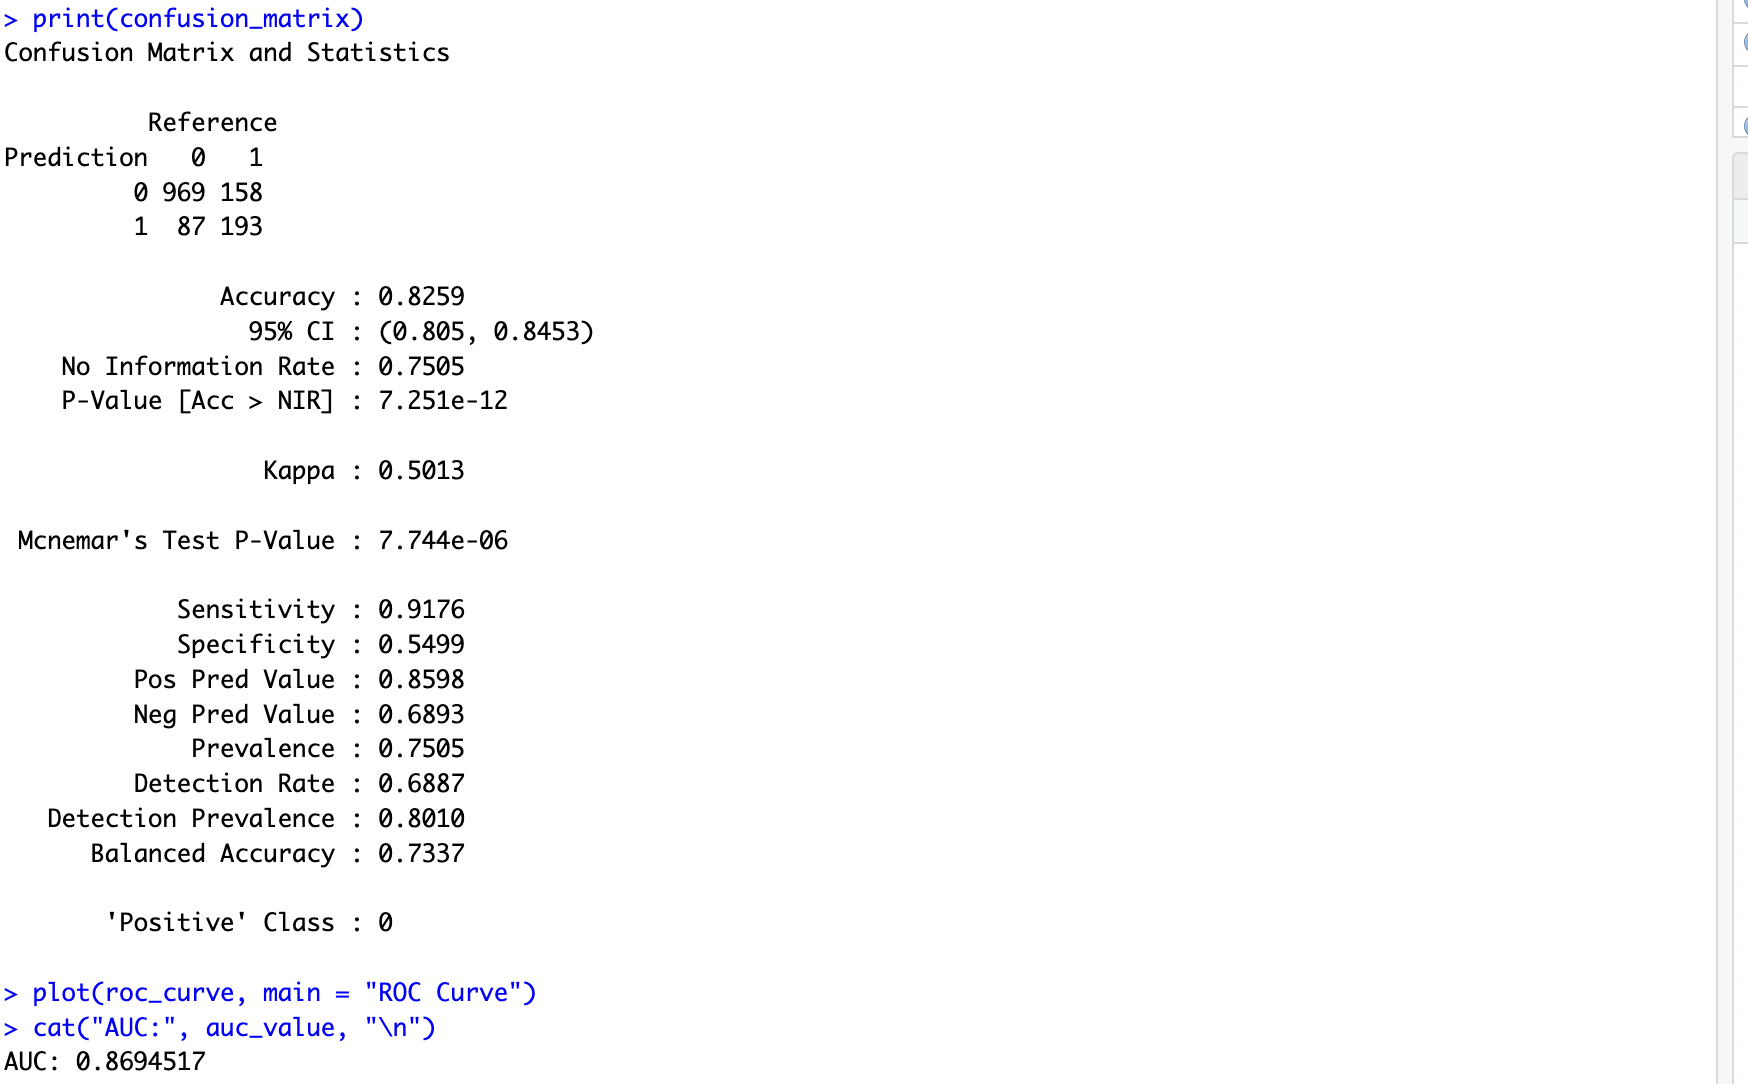 > print(confusion_matrix)
Confusion Matrix and Statistics
          Reference
Prediction   0   1
         0 969 158
         1  87 193
               Accuracy : 0.8259
                 95% CI : (0.805, 0.8453)
    No Information Rate : 0.7505
    P-Value [Acc > NIR] : 7.251e-12
                  Kappa : 0.5013
 Mcnemar's Test P-Value : 7.744e-06
            Sensitivity : 0.9176
            Specificity : 0.5499
         Pos Pred Value : 0.8598
         Neg Pred Value : 0.6893
             Prevalence : 0.7505
         Detection Rate : 0.6887
   Detection Prevalence : 0.8010
      Balanced Accuracy : 0.7337
       'Positive' Class : 0
> plot(roc_curve, main = "ROC Curve")
> cat("AUC:", auc_value, "\n")
AUC: 0.8694517